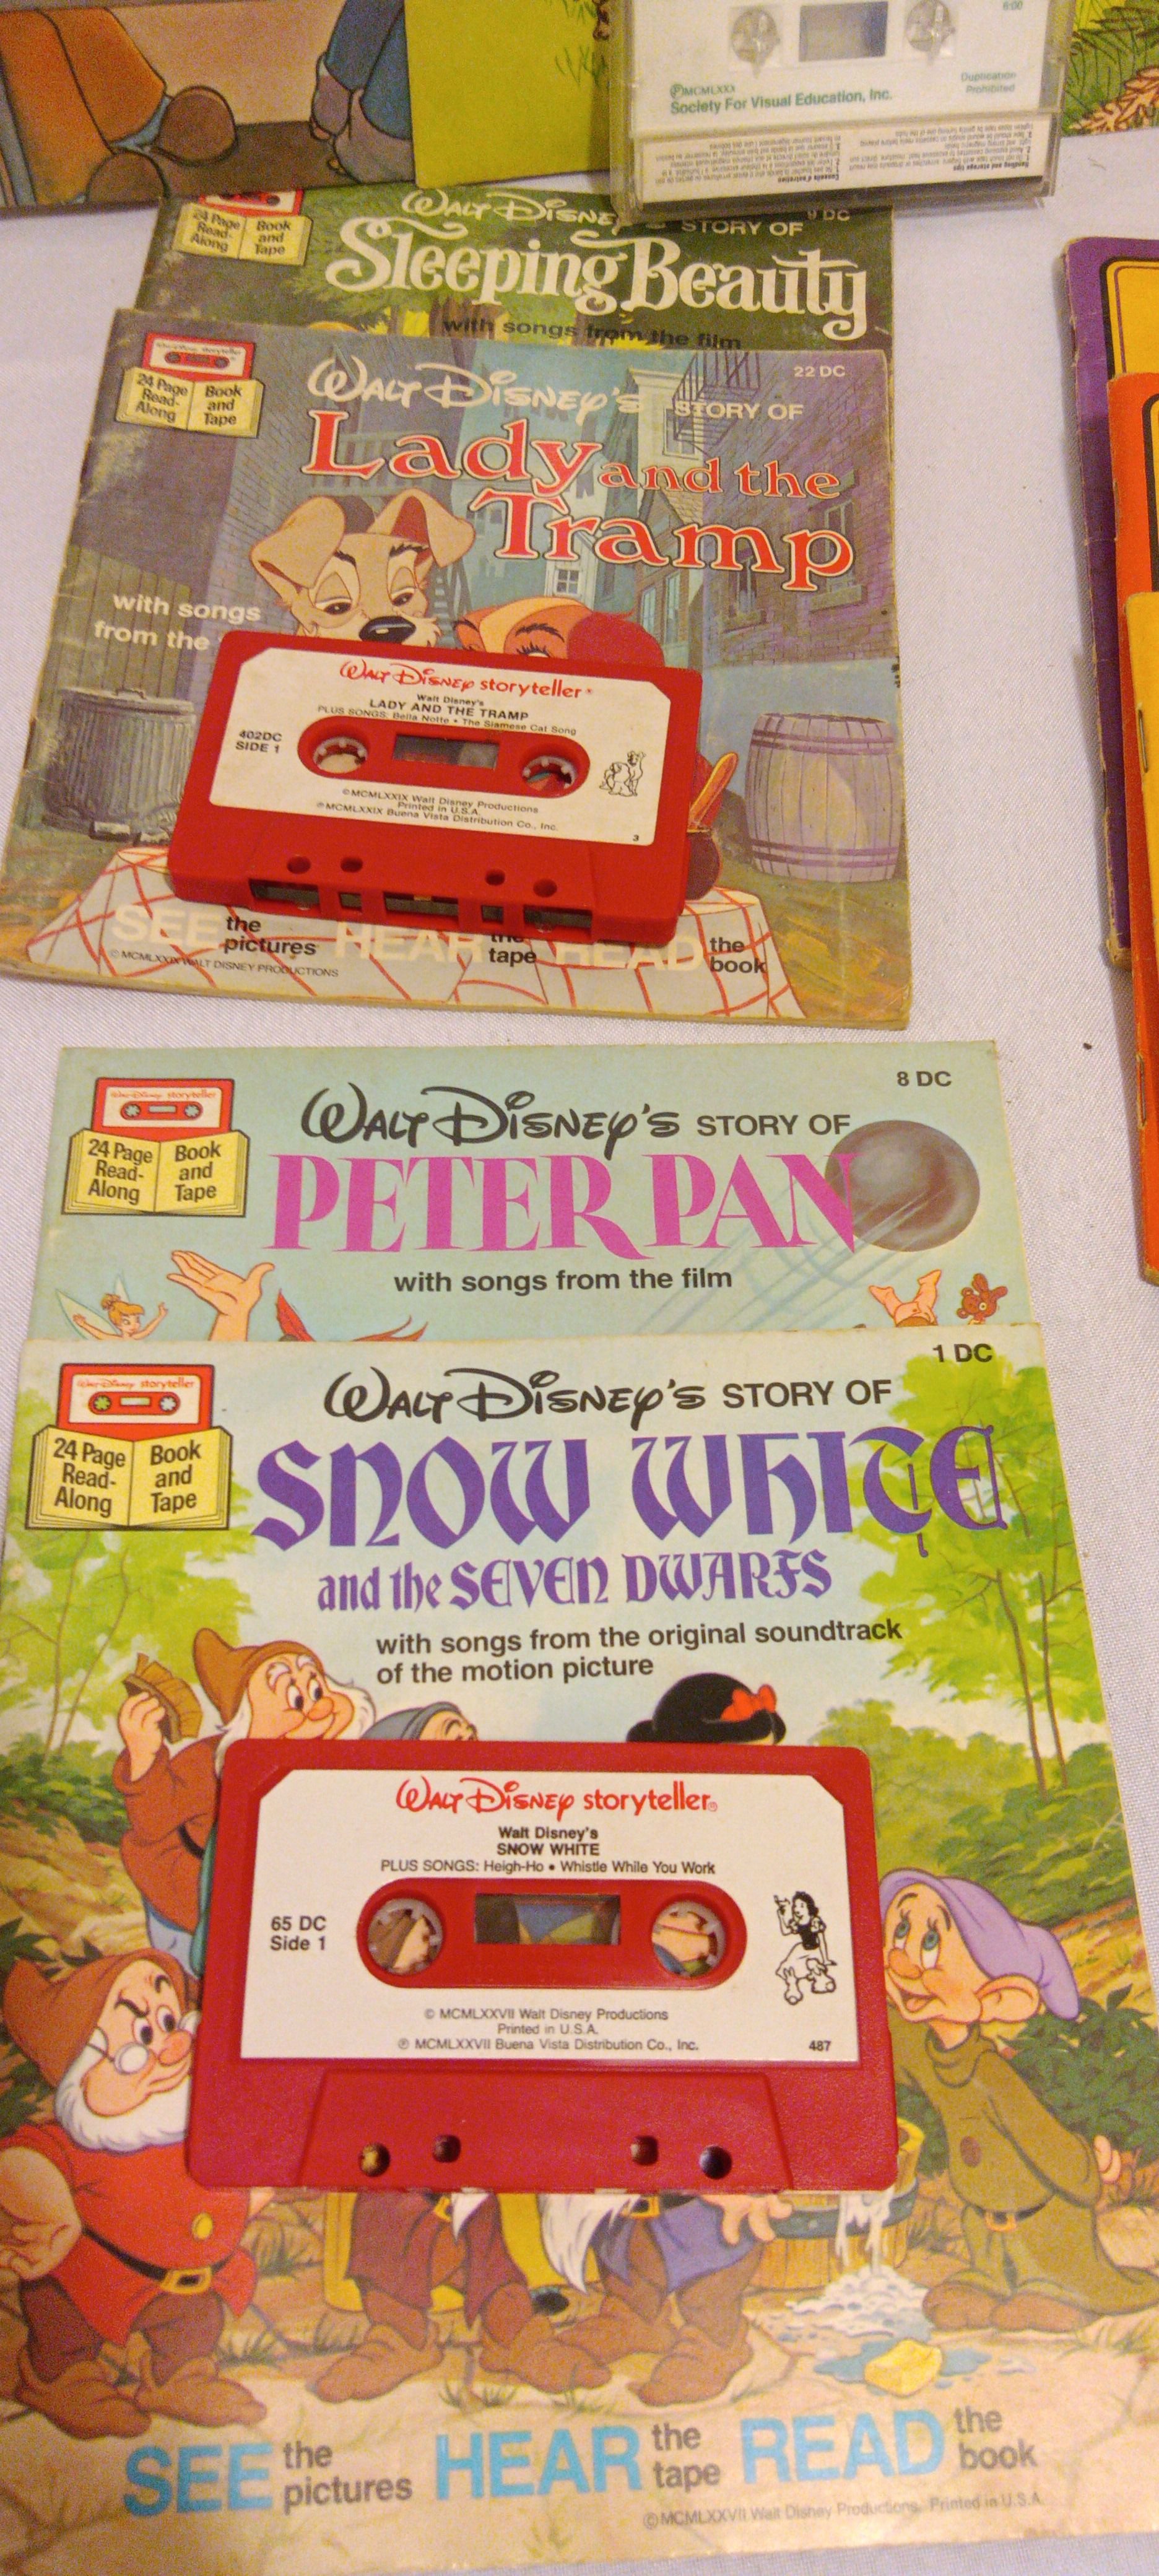 6:00
℗MCMLXXX
Society For Visual Education, Inc.
Duplication
Prohibited
24 Page
Read-
Along
Book
and
Tape
WALT DISNEY
STORY OF
9 DC
Sleeping Beauty
with songs from the film
Walt Disney storyteller
24 Page
Read-
Along
Book
and
Tape
22 DC
WALT DISNEY'S STORY OF
Lady and the
Tramp
with songs
from the
WALT DISNEY storyteller
Walt Disney's
LADY AND THE TRAMP
PLUS SONGS: Bella Notte • The Siamese Cat Song
402DC
SIDE 1
©MCMLXXIX Walt Disney Productions
Printed in U.S.A.
℗MCMLXXIX Buena Vista Distribution Co., Inc.
3
SEE the pictures HEAR the tape READ the book
© MCMLXXIX WALT DISNEY PRODUCTIONS
Walt Disney storyteller
24 Page
Read-
Along
Book
and
Tape
8 DC
WALT DISNEY'S STORY OF
PETER PAN
with songs from the film
Walt Disney storyteller
24 Page
Read-
Along
Book
and
Tape
1 DC
WALT DISNEY'S STORY OF
SNOW WHITE
and the SEVEN DWARFS
with songs from the original soundtrack
of the motion picture
WALT DISNEY storyteller®
Walt Disney's
SNOW WHITE
PLUS SONGS: Heigh-Ho • Whistle While You Work
65 DC
Side 1
© MCMLXXVII Walt Disney Productions
Printed in U.S.A.
℗ MCMLXXVII Buena Vista Distribution Co., Inc.
487
SEE the pictures HEAR the tape READ the book
©MCMLXXVII Walt Disney Productions. Printed in U.S.A.